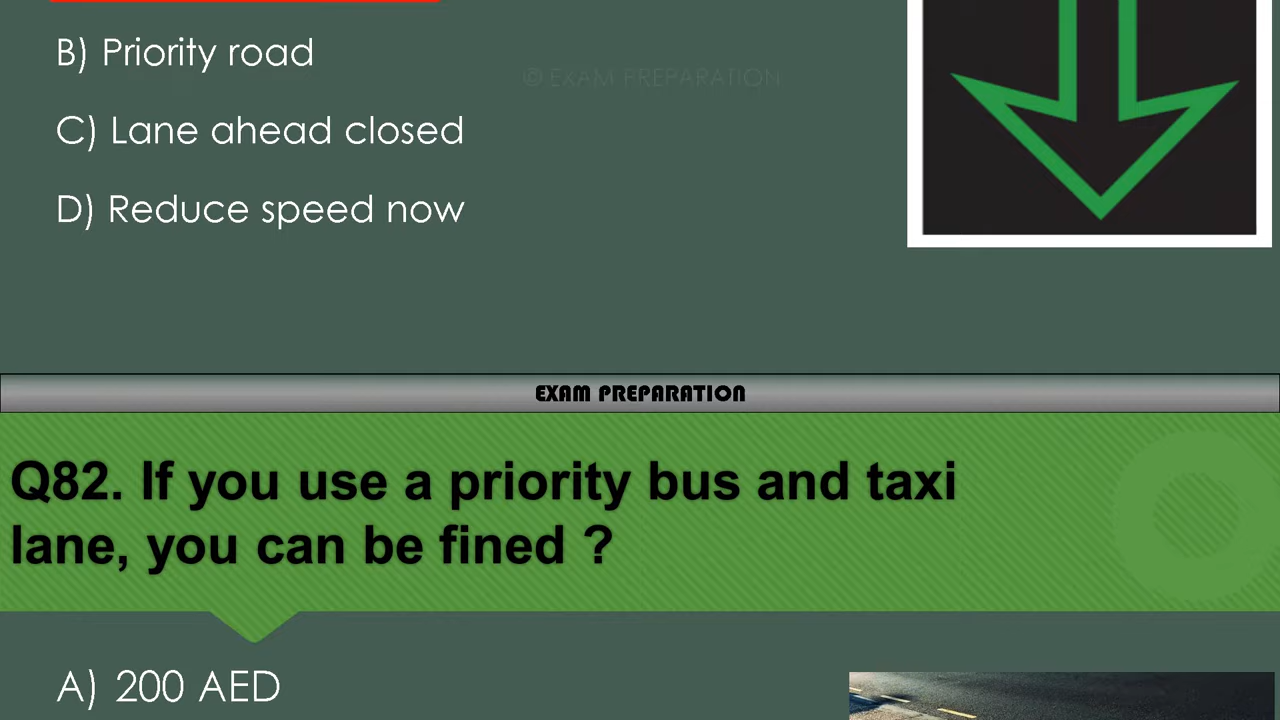 B) Priority road
© EXAM PREPARATION
C) Lane ahead closed
D) Reduce speed now
EXAM PREPARATION
Q82. If you use a priority bus and taxi
lane, you can be fined ?
A) 200 AED